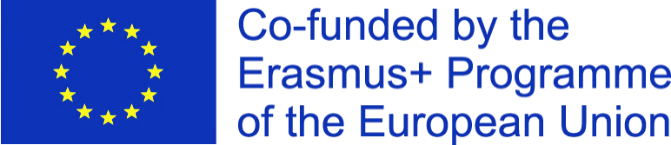 Co-funded by the
Erasmus+ Programme
of the European Union